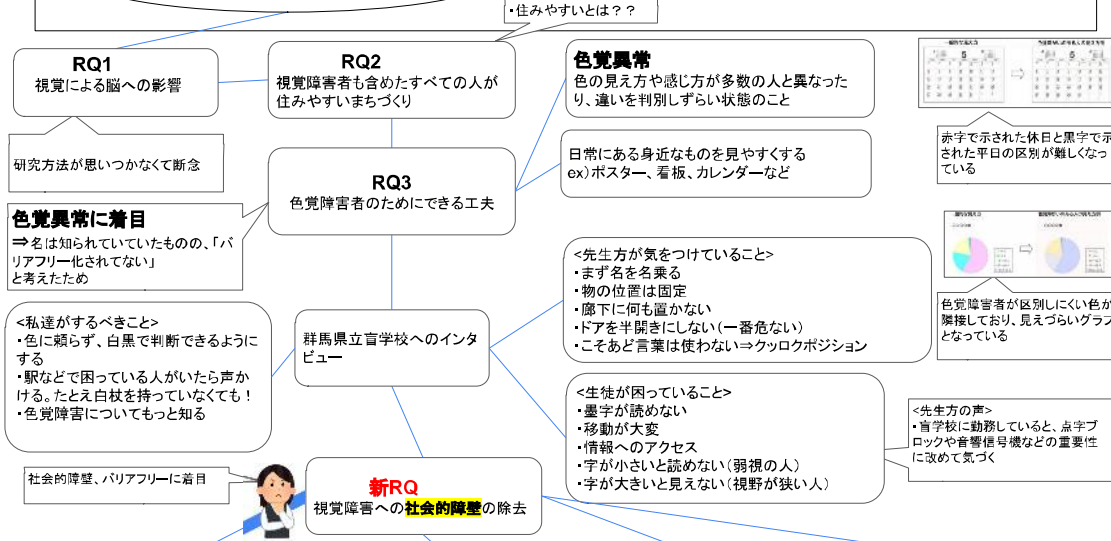 ・住みやすいとは？？
RQ1
視覚による脳への影響
RQ2
視覚障害者も含めたすべての人が
住みやすいまちづくり
色覚異常
色の見え方や感じ方が多数の人と異なった
り、違いを判別しずらい状態のこと
5
5
赤字で示された休日と黒字で示
された平日の区別が難しくなっ
ている
研究方法が思いつかなくて断念
日常にある身近なものを見やすくする
ex)ポスター、看板、カレンダーなど
RQ3
色覚障害者のためにできる工夫
色覚異常に着目
⇒名は知られていていたものの、「バ
リアフリー化されてない」
と考えたため
<先生方が気をつけていること>
・まず名を名乗る
・物の位置は固定
・廊下に何も置かない
・ドアを半開きにしない（一番危ない）
・こそあど言葉は使わない⇒クッロクポジション
色覚障害者が区別しにくい色が
隣接しており、見えづらいグラフ
となっている
<私達がするべきこと>
・色に頼らず、白黒で判断できるように
する
・駅などで困っている人がいたら声か
ける。たとえ白杖を持っていなくても！
・色覚障害についてもっと知る
群馬県立盲学校へのインタ
ビュー
<生徒が困っていること>
・墨字が読めない
・移動が大変
・情報へのアクセス
・字が小さいと読めない（弱視の人）
・字が大きいと見えない（視野が狭い人）
<先生方の声>
・盲学校に勤務していると、点字ブ
ロックや音響信号機などの重要性
に改めて気づく
社会的障壁、バリアフリーに着目
新RQ
視覚障害への社会的障壁の除去